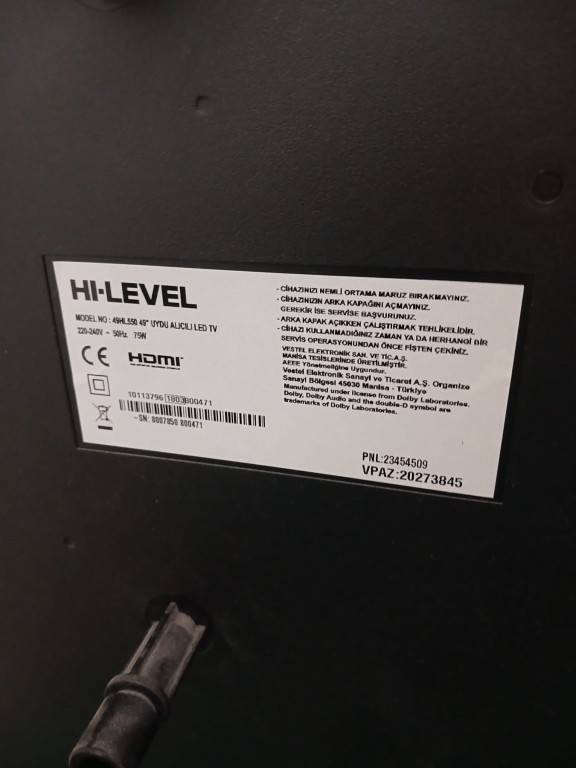 HI-LEVEL
MODEL NO : 49HL550 49" UYDU ALICILI LED TV
220-240V ~ 50Hz 75W
CE HDMI
10113796 1803 800471
-SN: 8007850 800471
- CİHAZINIZI NEMLİ ORTAMA MARUZ BIRAKMAYINIZ.
- CİHAZINIZIN ARKA KAPAĞINI AÇMAYINIZ.
GEREKİR İSE SERVİSE BAŞVURUNUZ.
- ARKA KAPAK AÇIKKEN ÇALIŞTIRMAK TEHLİKELİDİR.
- CİHAZI KULLANMADIĞINIZ ZAMAN YA DA HERHANGİ BİR
SERVİS OPERASYONUNDAN ÖNCE FİŞTEN ÇEKİNİZ.
VESTEL ELEKTRONİK SAN. VE TİC.A.Ş.
MANİSA TESİSLERİNDE ÜRETİLMİŞTİR.
AEEE Yönetmeliğine Uygundur.
Vestel Elektronik Sanayi ve Ticaret A.Ş. Organize
Sanayi Bölgesi 45030 Manisa - Türkiye
Manufactured under license from Dolby Laboratories.
Dolby, Dolby Audio and the double-D symbol are
trademarks of Dolby Laboratories.
PNL:23454509
VPAZ:20273845